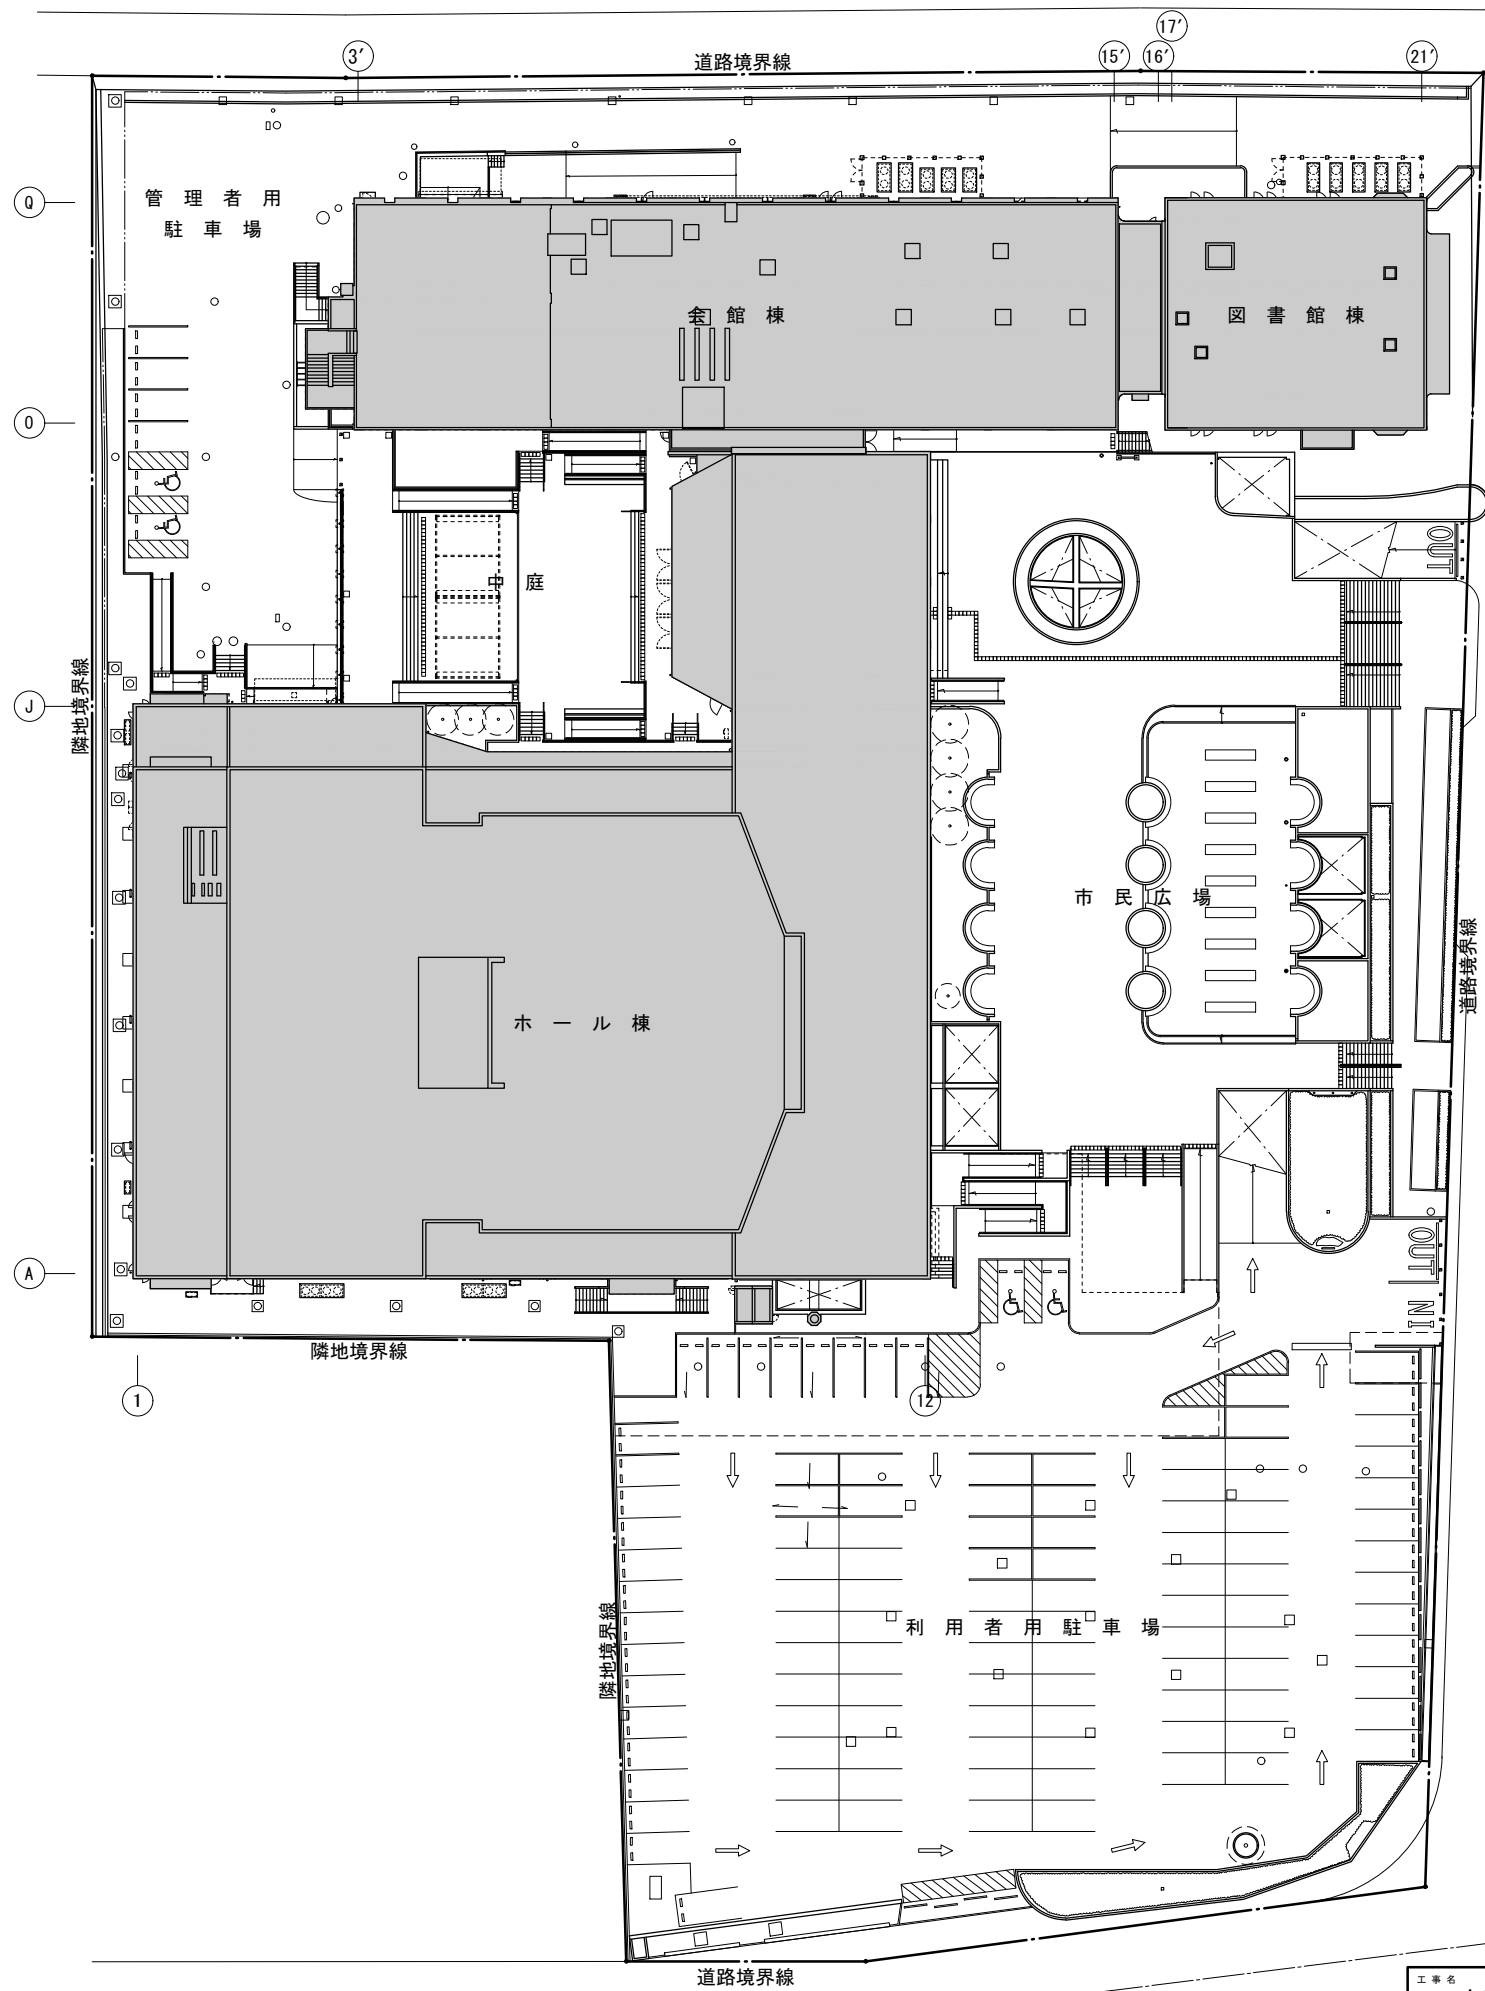 17′
3′
道路境界線
15′
16′
21′
Q
管理者用
駐車場
会館棟
図書館棟
O
OUT
中庭
隣地境界線
J
市民広場
道路境界線
ホール棟
A
OUT
IN
隣地境界線
1
12
利用者用駐車場
隣地境界線
道路境界線
工事名